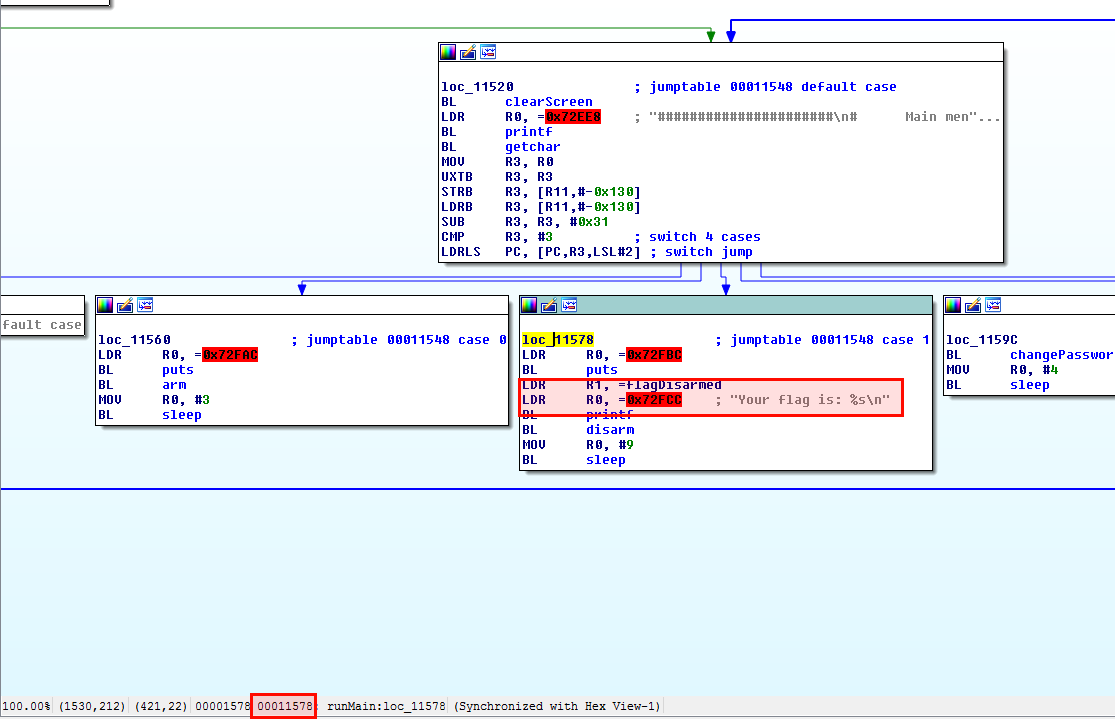 loc_11520 ; jumptable 00011548 default case
BL clearScreen
LDR R0, =0x72EE8 ; "######################\n# Main men"...
BL printf
BL getchar
MOV R3, R0
UXTB R3, R3
STRB R3, [R11,#-0x130]
LDRB R3, [R11,#-0x130]
SUB R3, R3, #0x31
CMP R3, #3 ; switch 4 cases
LDRLS PC, [PC,R3,LSL#2] ; switch jump
fault case
loc_11560 ; jumptable 00011548 case 0
LDR R0, =0x72FAC
BL puts
BL arm
MOV R0, #3
BL sleep
loc_11578 ; jumptable 00011548 case 1
LDR R0, =0x72FBC
BL puts
LDR R1, =flagDisarmed
LDR R0, =0x72FCC ; "Your flag is: %s\n"
BL printf
BL disarm
MOV R0, #9
BL sleep
loc_1159C
BL changePasswor
MOV R0, #4
BL sleep
100.00% (1530,212) (421,22) 00001578 00011578 runMain:loc_11578 (Synchronized with Hex View-1)